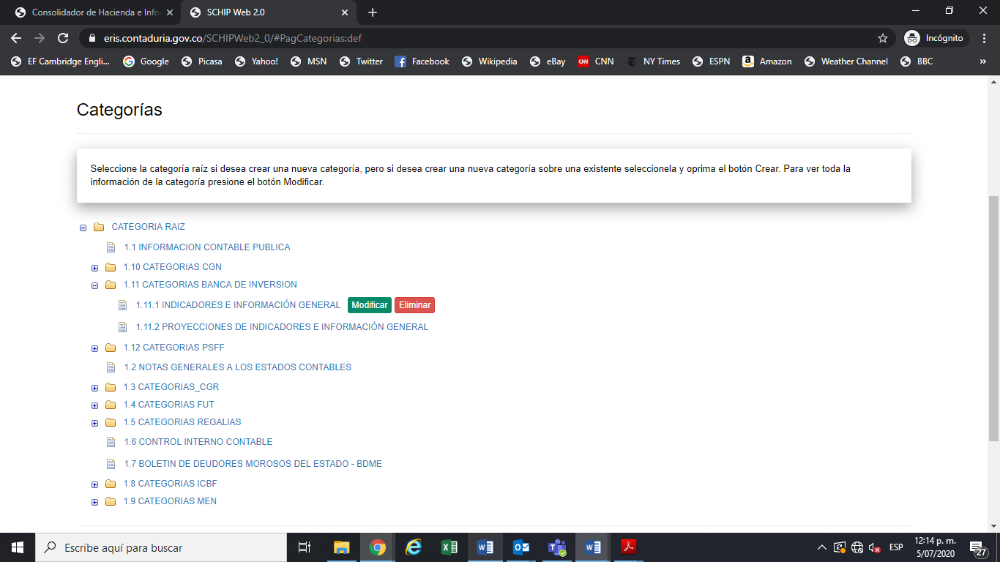 Consolidador de Hacienda e Info
SCHIP Web 2.0
eris.contaduria.gov.co/SCHIPWeb2_0/#PagCategorias:def
Incógnito
EF Cambridge Engli... Google Picasa Yahoo! MSN Twitter Facebook Wikipedia eBay CNN CNN NY Times ESPN Amazon Weather Channel BBC »
Categorías
Seleccione la categoría raíz si desea crear una nueva categoría, pero si desea crear una nueva categoría sobre una existente seleccionela y oprima el botón Crear. Para ver toda la
información de la categoría presione el botón Modificar.
CATEGORIA RAIZ
1.1 INFORMACION CONTABLE PUBLICA
1.10 CATEGORIAS CGN
1.11 CATEGORIAS BANCA DE INVERSION
1.11.1 INDICADORES E INFORMACIÓN GENERAL Modificar Eliminar
1.11.2 PROYECCIONES DE INDICADORES E INFORMACIÓN GENERAL
1.12 CATEGORIAS PSFF
1.2 NOTAS GENERALES A LOS ESTADOS CONTABLES
1.3 CATEGORIAS_CGR
1.4 CATEGORIAS FUT
1.5 CATEGORIAS REGALIAS
1.6 CONTROL INTERNO CONTABLE
1.7 BOLETIN DE DEUDORES MOROSOS DEL ESTADO - BDME
1.8 CATEGORIAS ICBF
1.9 CATEGORIAS MEN
Escribe aquí para buscar
ESP
12:14 p. m.
5/07/2020
27